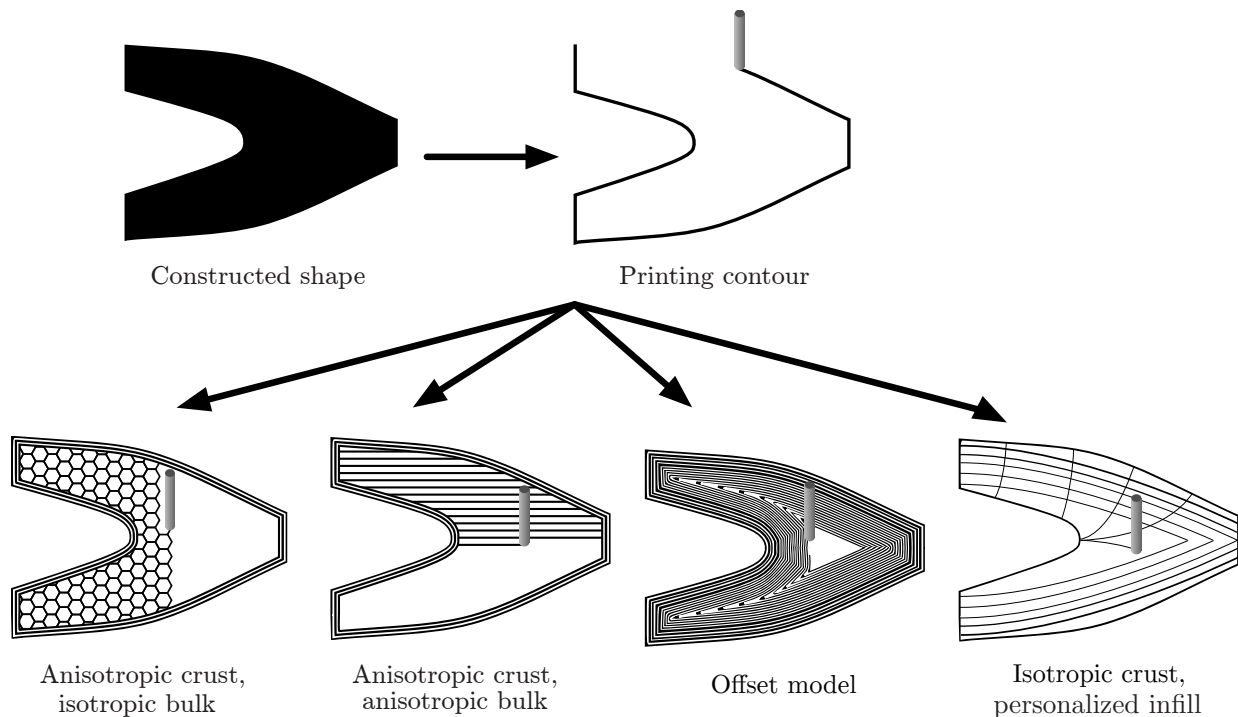 Constructed shape
Printing contour
Anisotropic crust,
isotropic bulk
Anisotropic crust,
anisotropic bulk
Offset model
Isotropic crust,
personalized infill